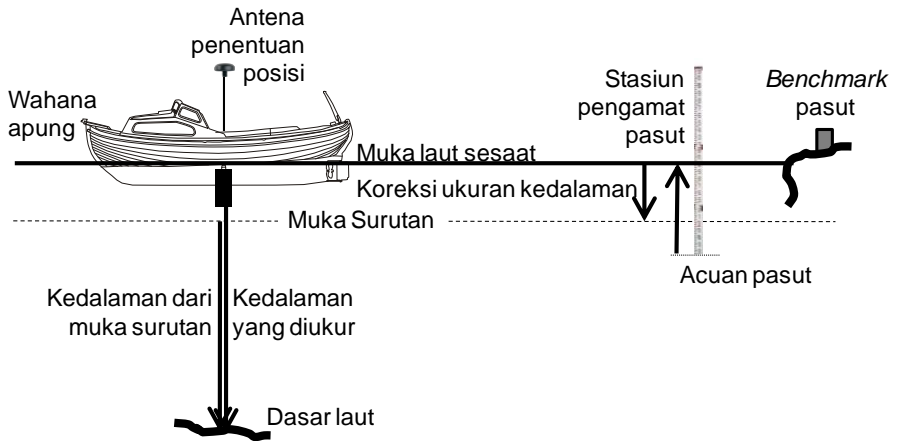 Antena
penentuan
posisi
Wahana
apung
Stasiun
pengamat
pasut
Benchmark
pasut
Muka laut sesaat
Koreksi ukuran kedalaman
Muka Surutan
Acuan pasut
Kedalaman dari
muka surutan
Kedalaman
yang diukur
Dasar laut